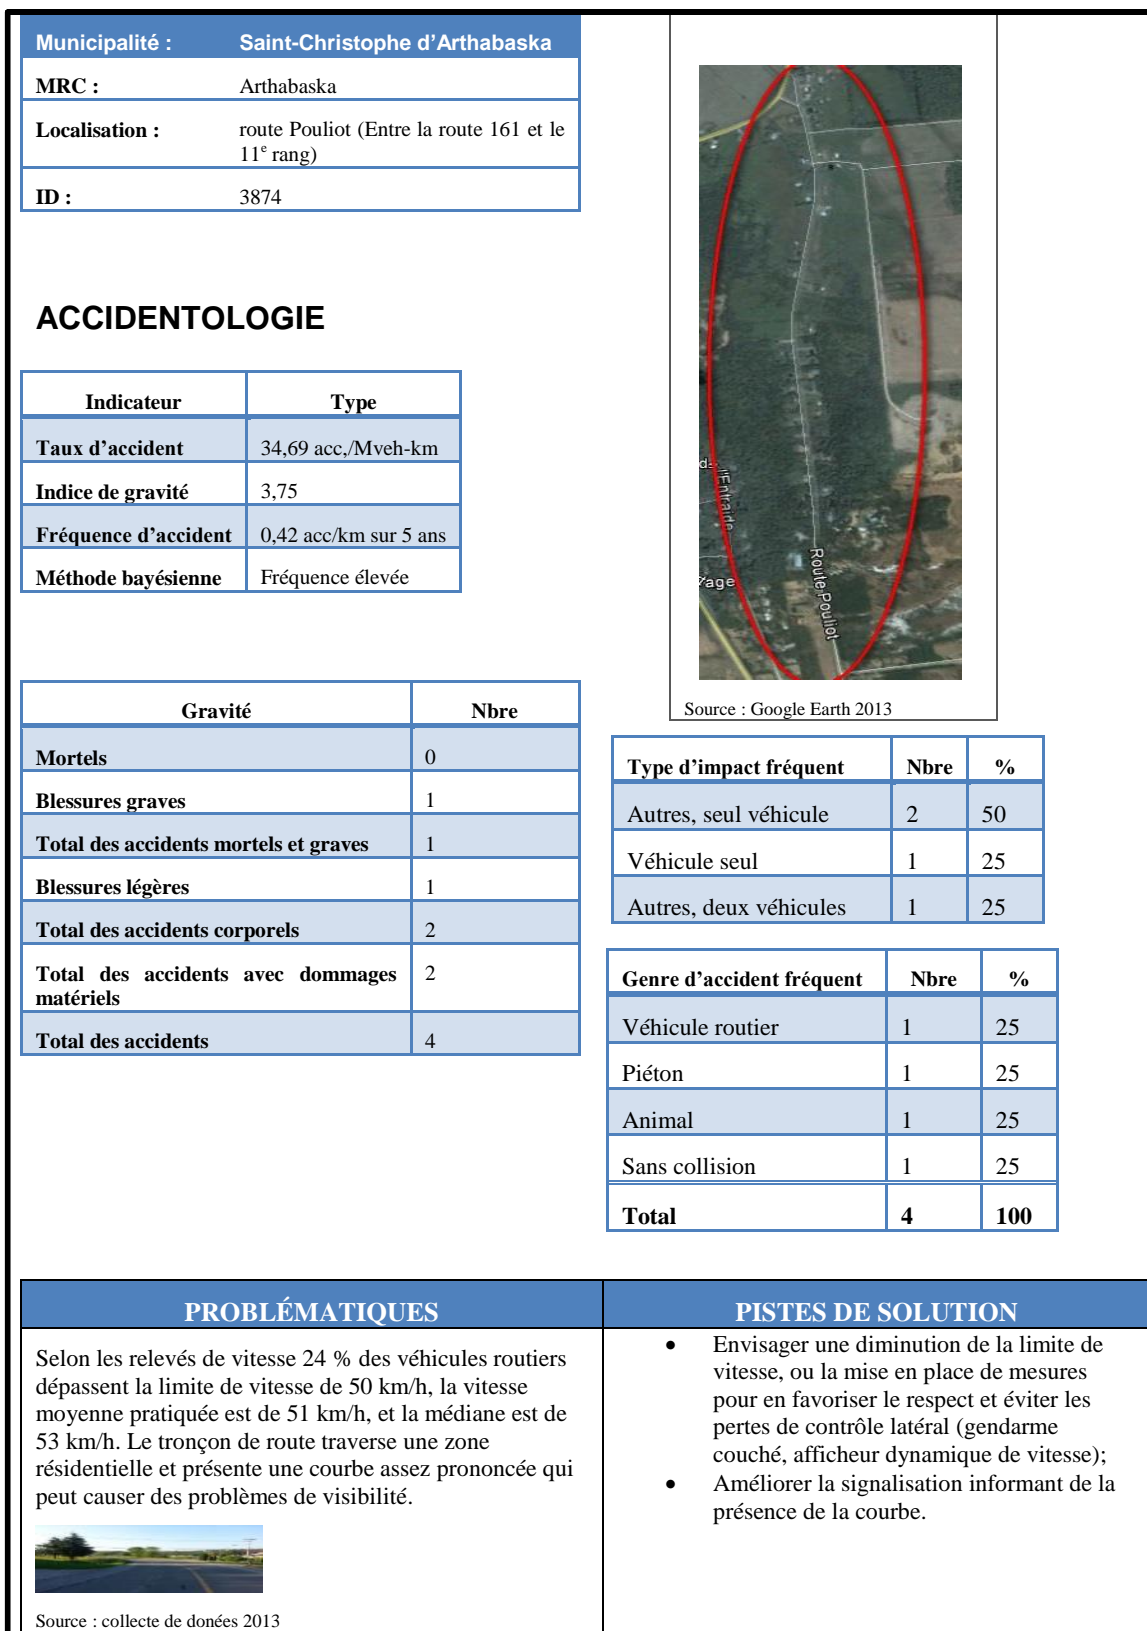 Municipalité : Saint-Christophe d’Arthabaska
MRC : Arthabaska
Localisation : route Pouliot (Entre la route 161 et le
11e rang)
ID : 3874
ACCIDENTOLOGIE
Indicateur Type
Taux d’accident 34,69 acc,/Mveh-km
Indice de gravité 3,75
Fréquence d’accident 0,42 acc/km sur 5 ans
Méthode bayésienne Fréquence élevée
Gravité Nbre
Mortels 0
Blessures graves 1
Total des accidents mortels et graves 1
Blessures légères 1
Total des accidents corporels 2
Total des accidents avec dommages 2
matériels
Total des accidents 4
l'Entraide
Route Pouliot
Source : Google Earth 2013
Type d’impact fréquent Nbre %
Autres, seul véhicule 2 50
Véhicule seul 1 25
Autres, deux véhicules 1 25
Genre d’accident fréquent Nbre %
Véhicule routier 1 25
Piéton 1 25
Animal 1 25
Sans collision 1 25
Total 4 100
PROBLÉMATIQUES
Selon les relevés de vitesse 24 % des véhicules routiers
dépassent la limite de vitesse de 50 km/h, la vitesse
moyenne pratiquée est de 51 km/h, et la médiane est de
53 km/h. Le tronçon de route traverse une zone
résidentielle et présente une courbe assez prononcée qui
peut causer des problèmes de visibilité.
Source : collecte de donées 2013
PISTES DE SOLUTION
• Envisager une diminution de la limite de
vitesse, ou la mise en place de mesures
pour en favoriser le respect et éviter les
pertes de contrôle latéral (gendarme
couché, afficheur dynamique de vitesse);
• Améliorer la signalisation informant de la
présence de la courbe.